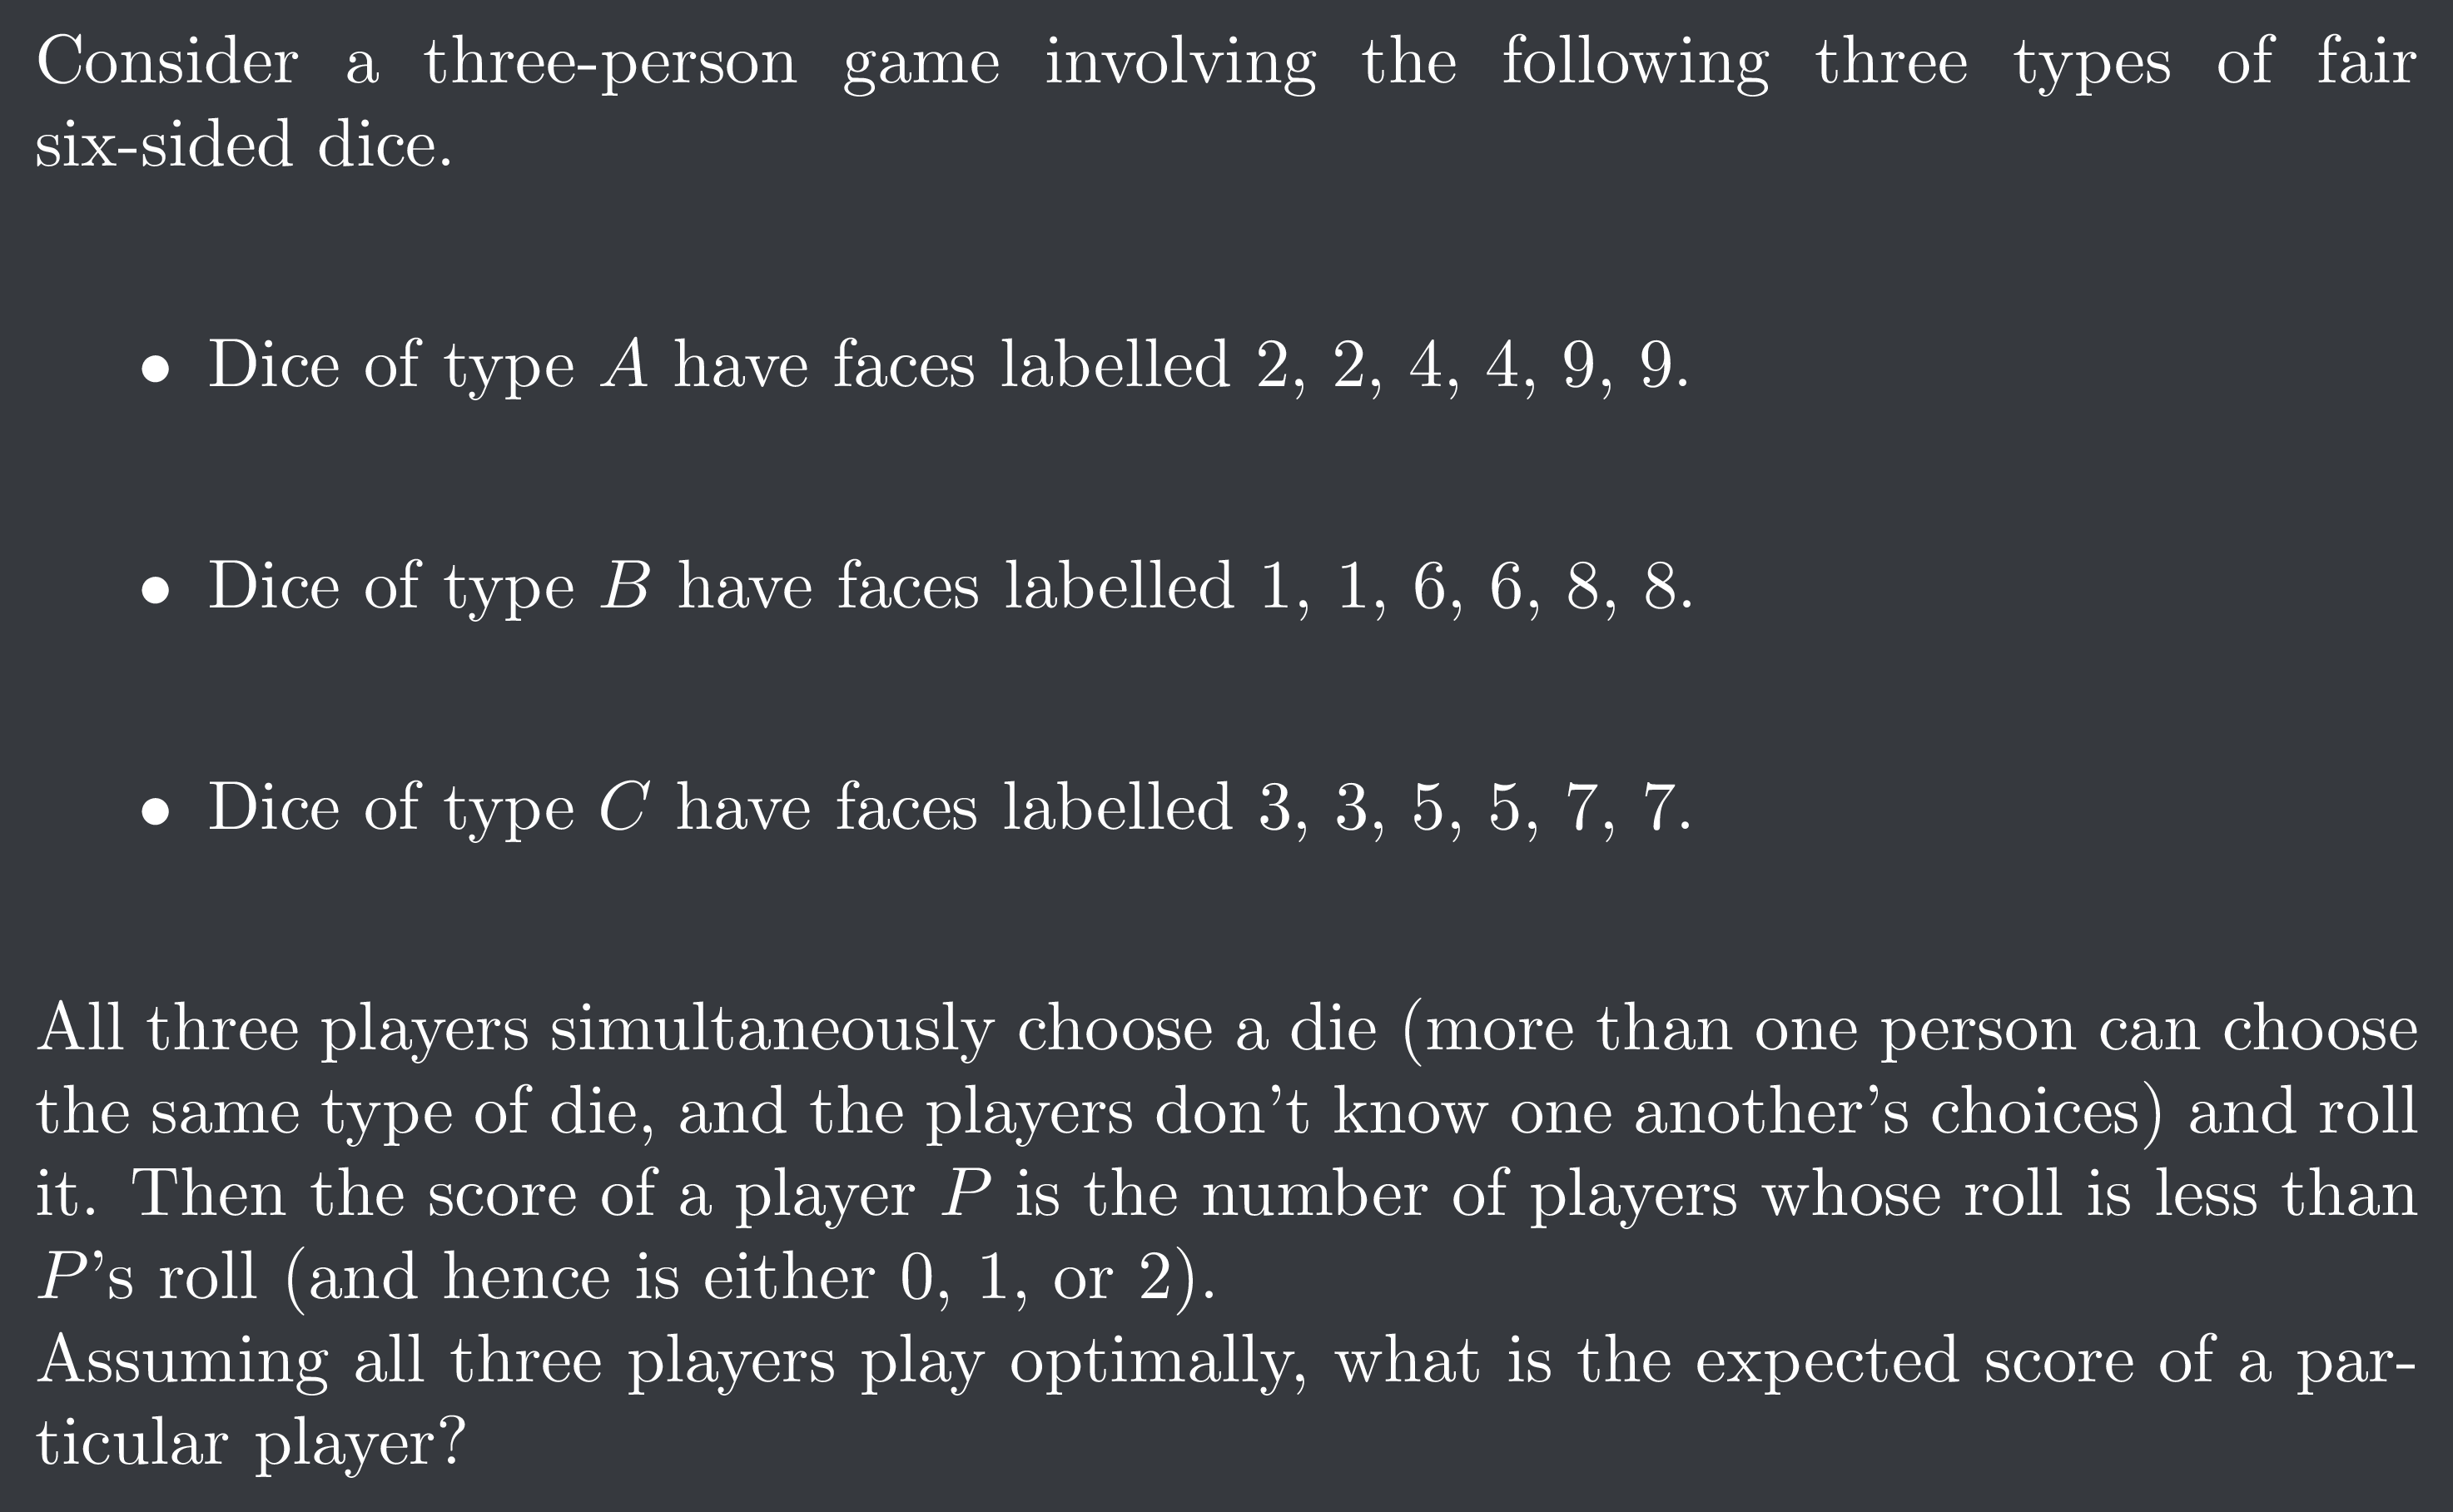 Consider a three-person game involving the following three types of fair
six-sided dice.
• Dice of type A have faces labelled 2, 2, 4, 4, 9, 9.
• Dice of type B have faces labelled 1, 1, 6, 6, 8, 8.
• Dice of type C have faces labelled 3, 3, 5, 5, 7, 7.
All three players simultaneously choose a die (more than one person can choose
the same type of die, and the players don't know one another's choices) and roll
it. Then the score of a player P is the number of players whose roll is less than
P's roll (and hence is either 0, 1, or 2).
Assuming all three players play optimally, what is the expected score of a par-
ticular player?